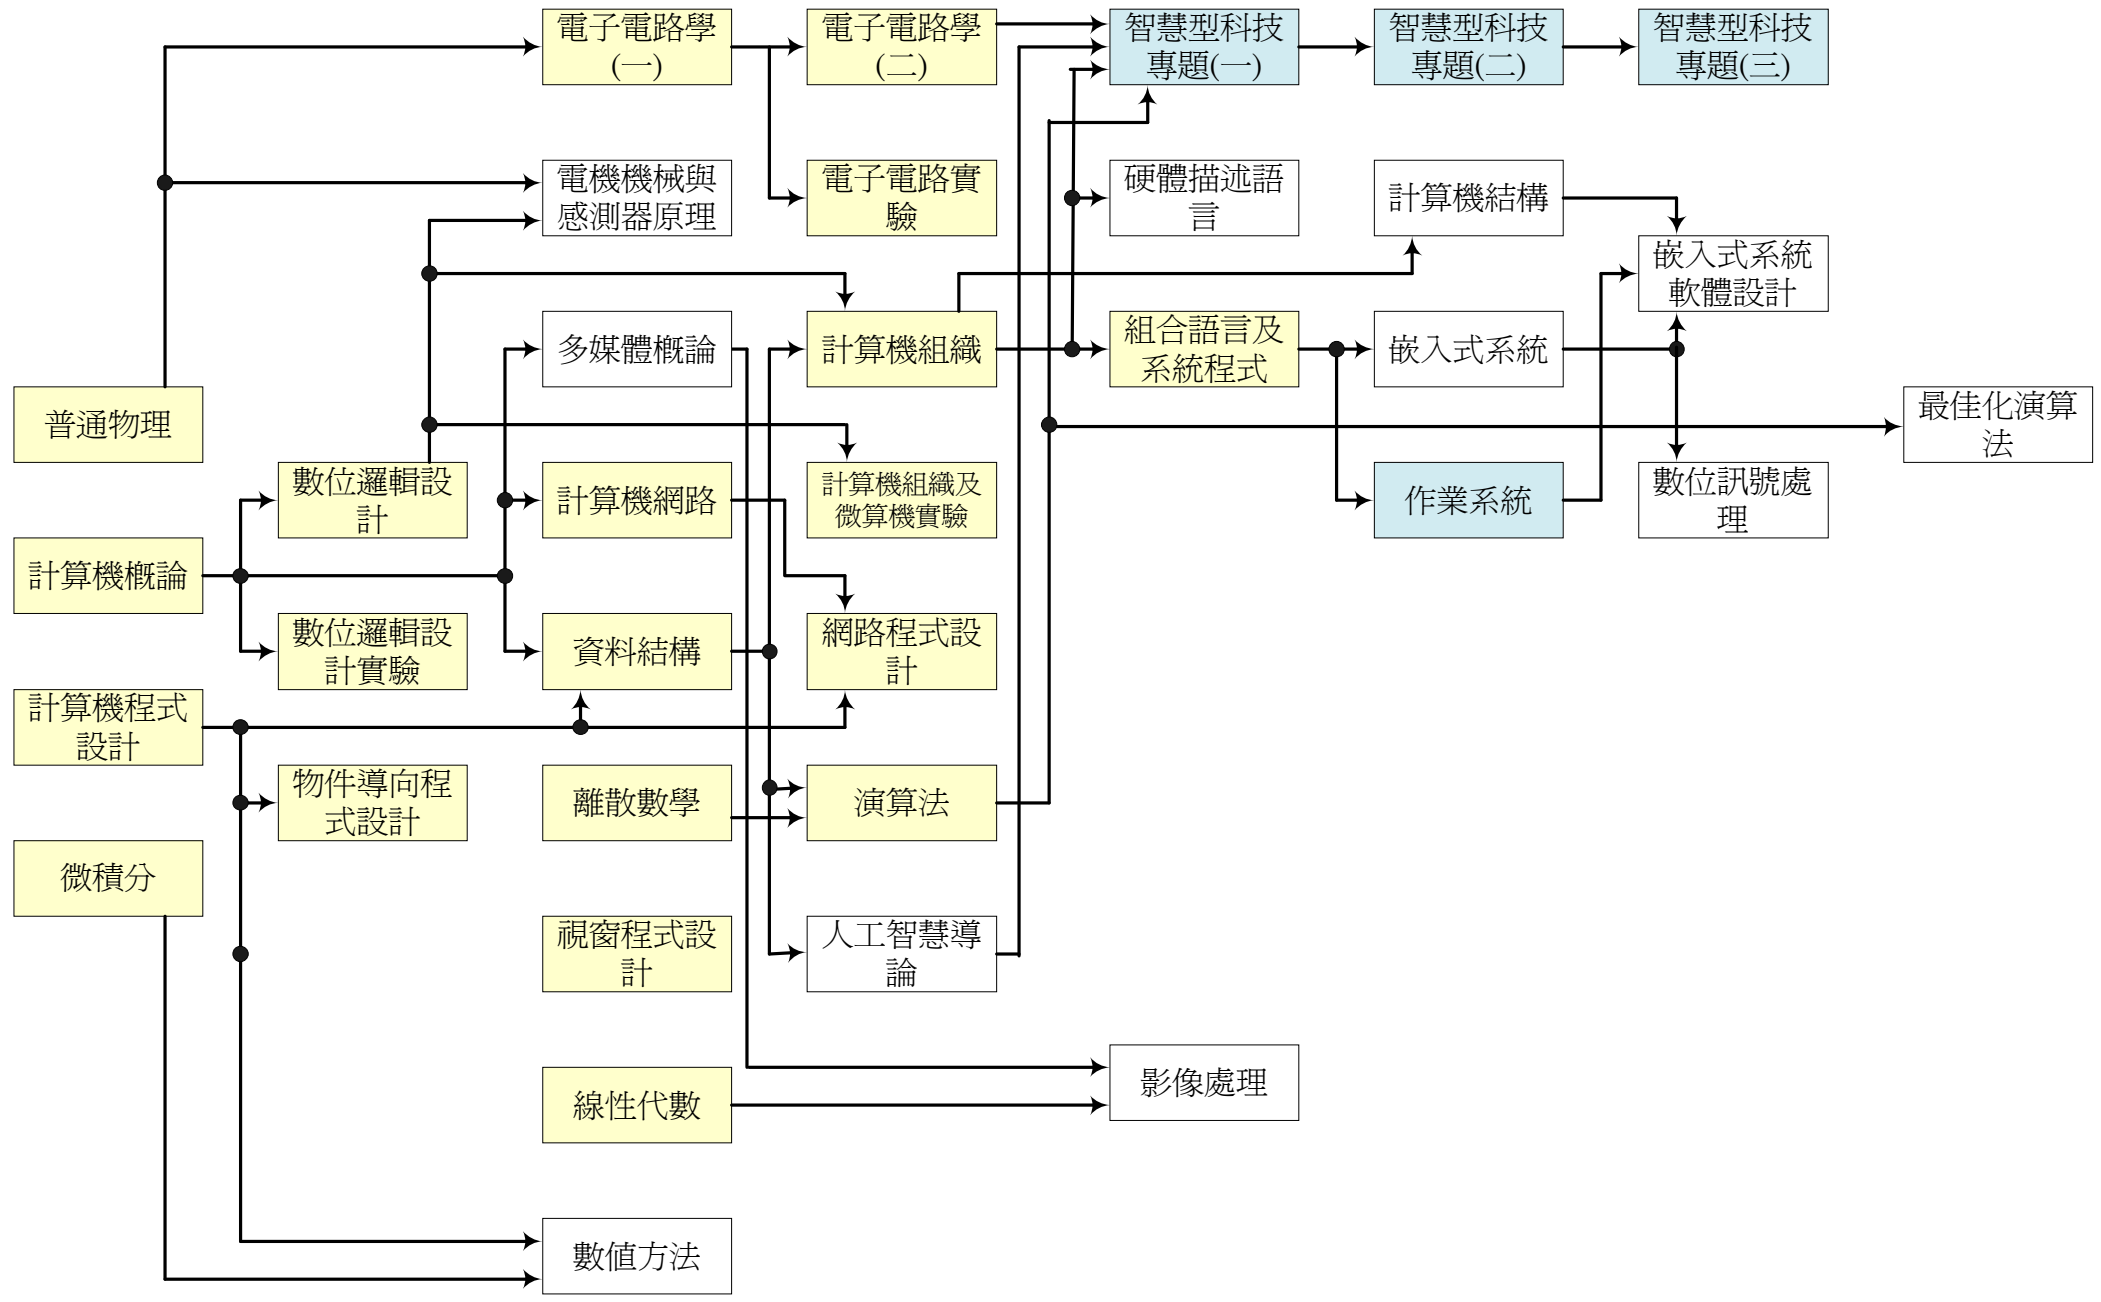 電子電路學
(一)
電子電路學
(二)
智慧型科技
專題(一)
智慧型科技
專題(二)
智慧型科技
專題(三)
電機機械與
感測器原理
電子電路實
驗
硬體描述語
言
計算機結構
嵌入式系統
軟體設計
多媒體概論
計算機組織
組合語言及
系統程式
嵌入式系統
普通物理
最佳化演算
法
數位邏輯設
計
計算機網路
計算機組織及
微算機實驗
作業系統
數位訊號處
理
計算機概論
數位邏輯設
計實驗
資料結構
網路程式設
計
計算機程式
設計
物件導向程
式設計
離散數學
演算法
微積分
視窗程式設
計
人工智慧導
論
線性代數
影像處理
數值方法